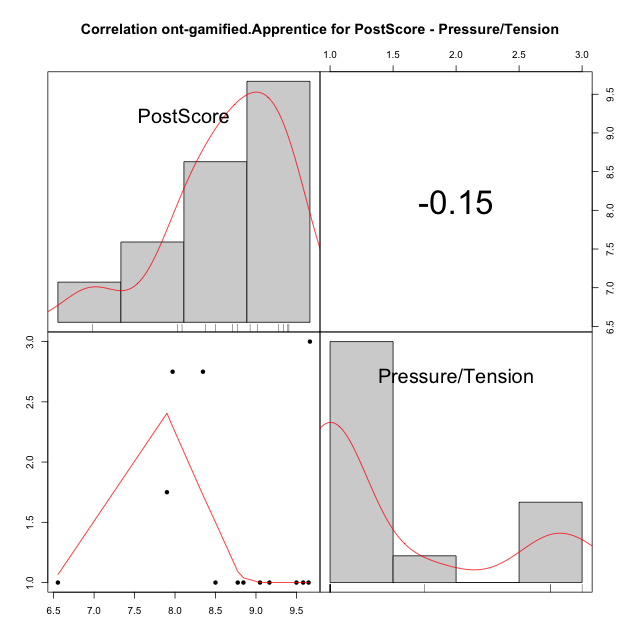 Correlation ont-gamified.Apprentice for PostScore - Pressure/Tension
1.0 1.5 2.0 2.5 3.0
PostScore
-0.15
9.5
9.0
8.5
8.0
7.5
7.0
6.5
3.0
2.5
2.0
1.5
1.0
Pressure/Tension
6.5 7.0 7.5 8.0 8.5 9.0 9.5